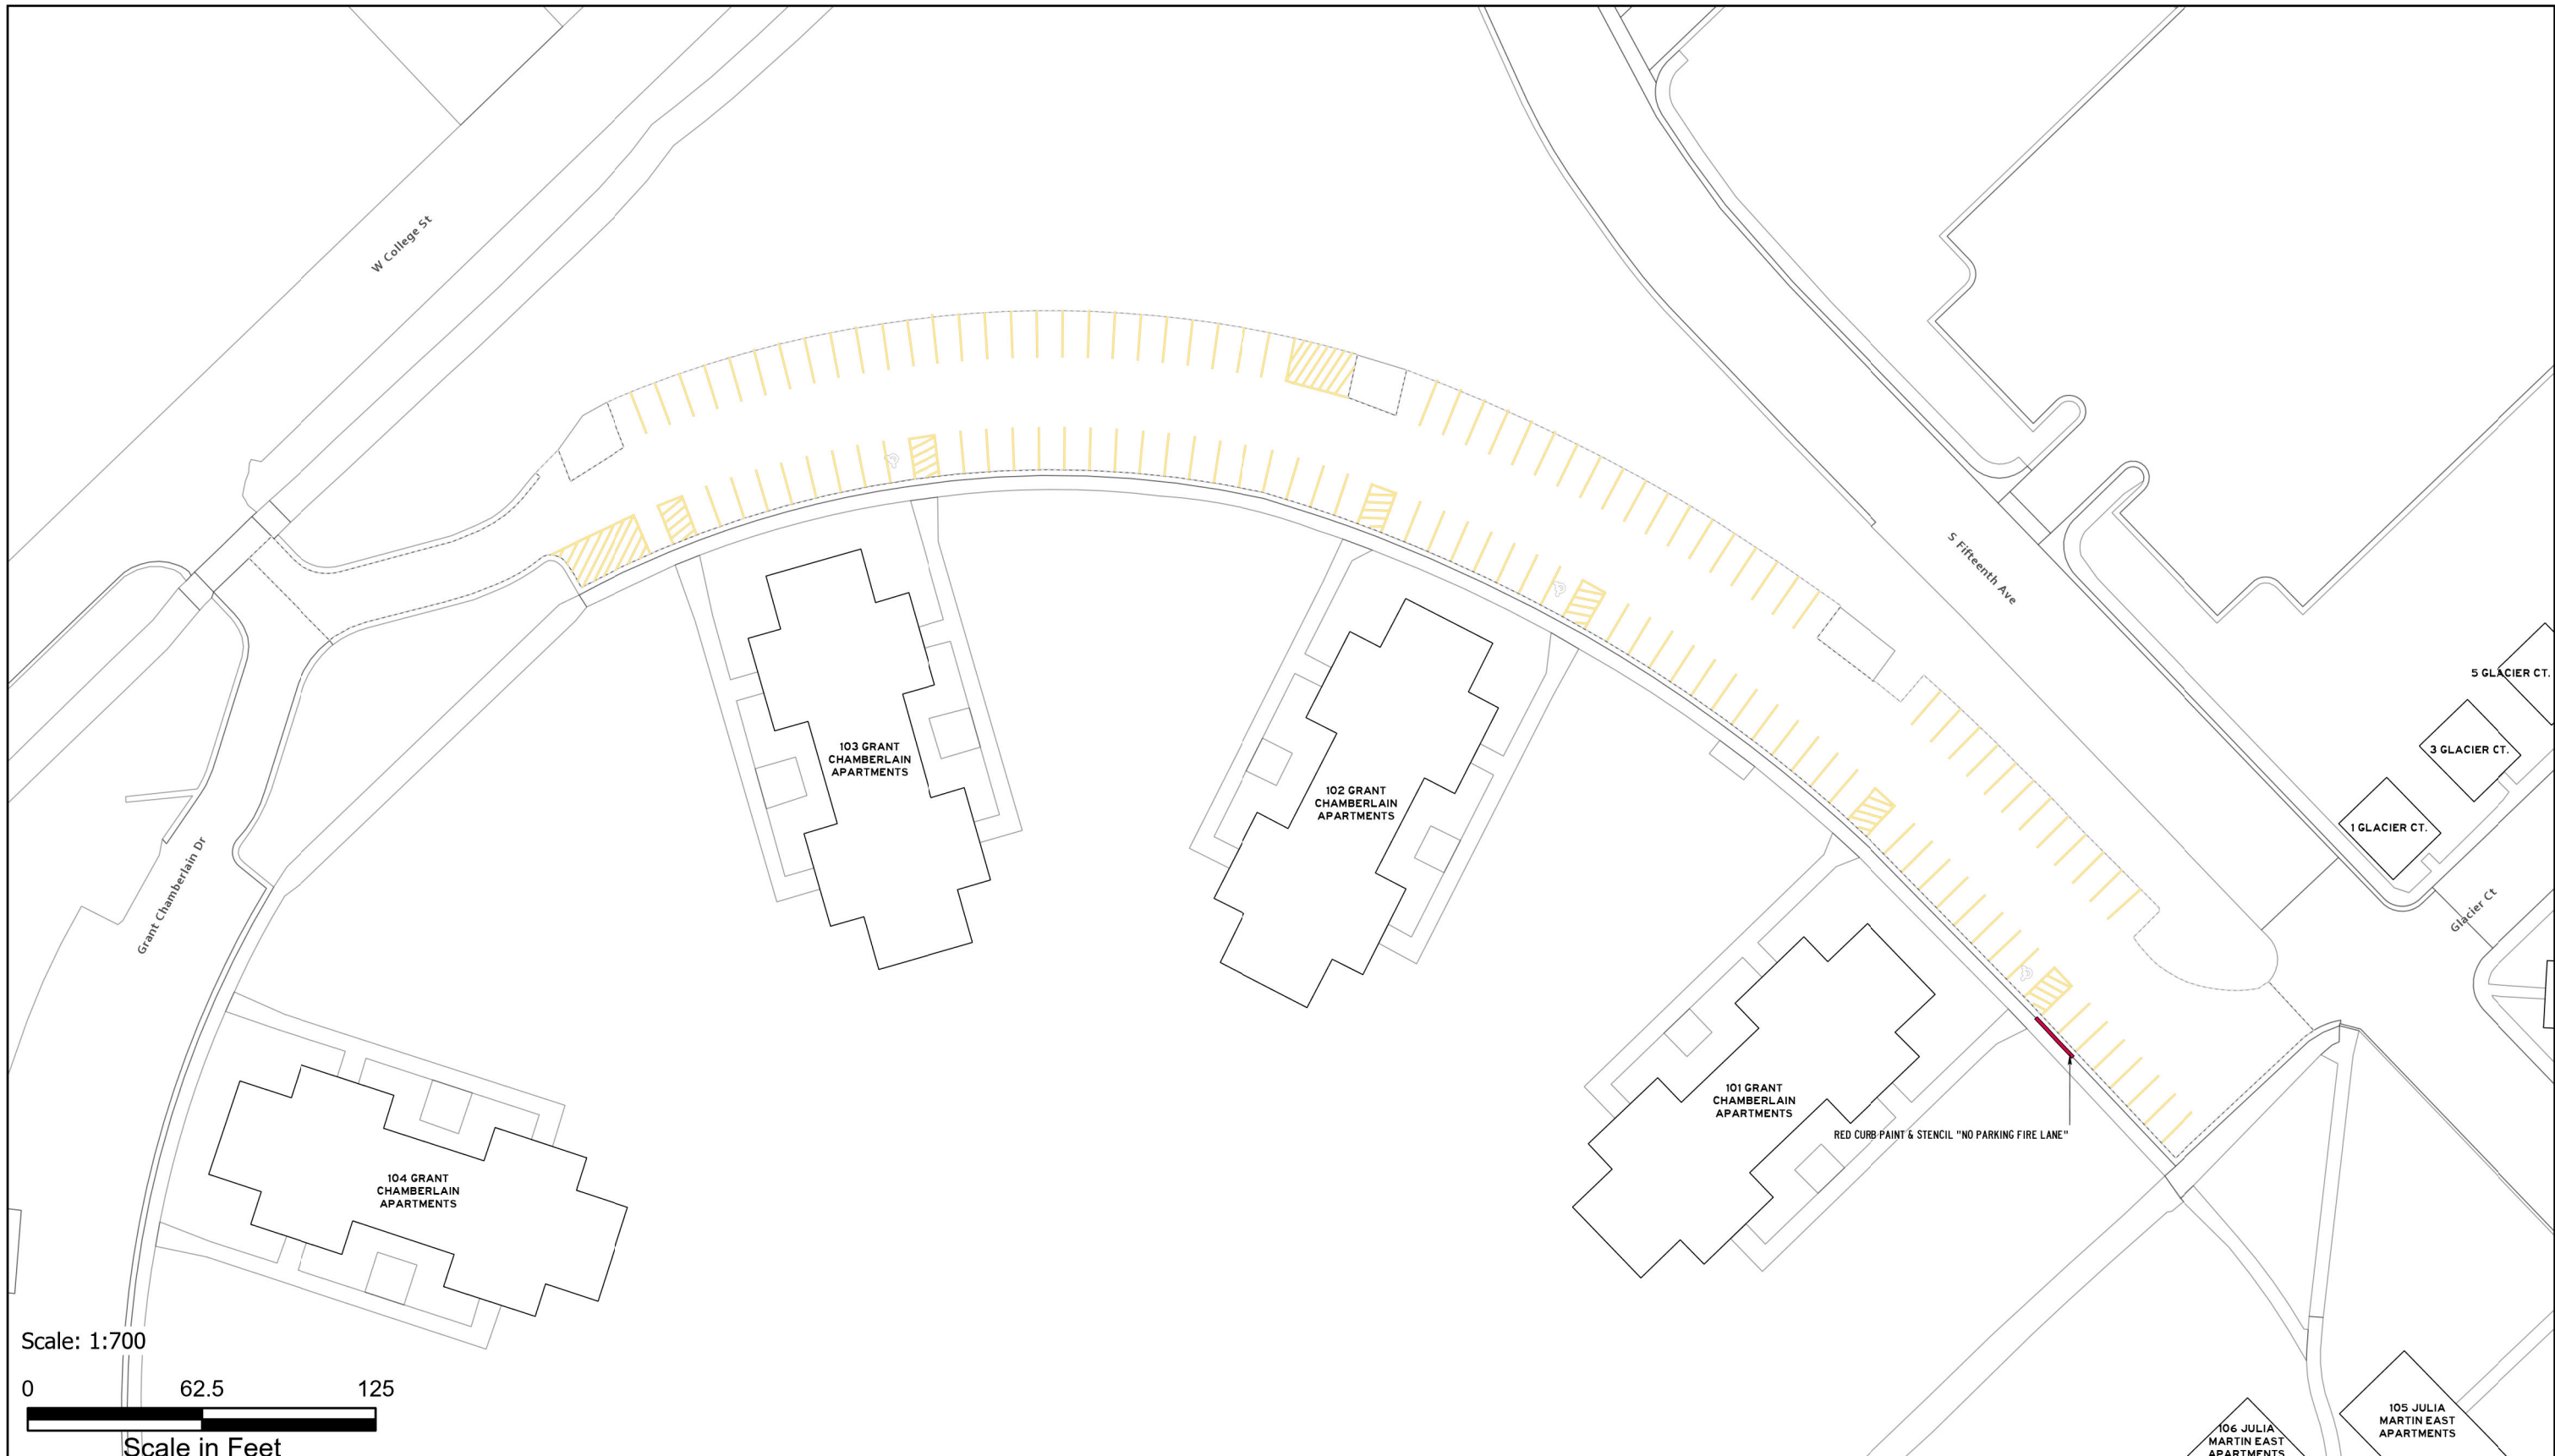 W College St
S Fifteenth Ave
5 GLACIER CT.
3 GLACIER CT.
1 GLACIER CT.
Glacier Ct
103 GRANT
CHAMBERLAIN
APARTMENTS
102 GRANT
CHAMBERLAIN
APARTMENTS
Grant Chamberlain Dr
101 GRANT
CHAMBERLAIN
APARTMENTS
RED CURB PAINT & STENCIL "NO PARKING FIRE LANE"
104 GRANT
CHAMBERLAIN
APARTMENTS
Scale: 1:700
0 62.5 125
Scale in Feet
105 JULIA
MARTIN EAST
APARTMENTS
106 JULIA
MARTIN EAST
APARTMENTS